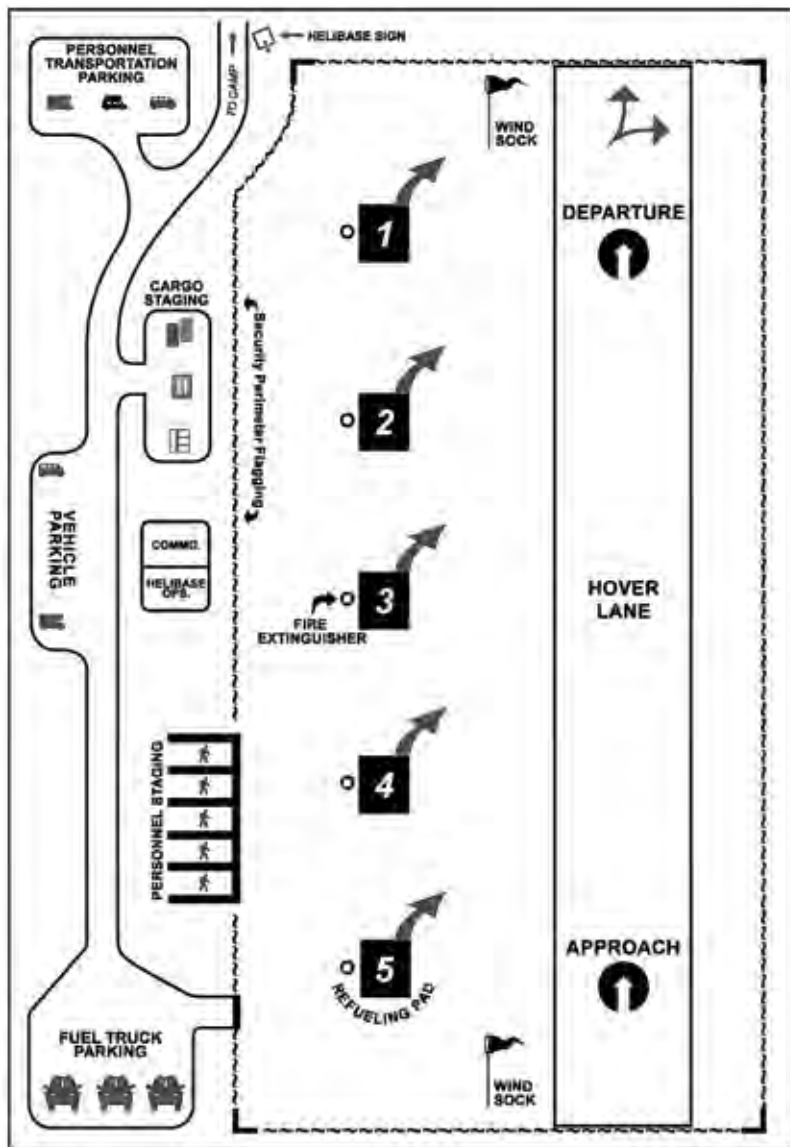 PERSONNEL
TRANSPORTATION
PARKING
TO CAMP
HELIBASE SIGN
WIND
SOCK
DEPARTURE
1
CARGO
STAGING
Security Perimeter Flagging
2
VEHICLE
PARKING
COMMO.
HELIBASE
OPS.
3
FIRE
EXTINGUISHER
HOVER
LANE
PERSONNEL STAGING
4
5
REFUELING PAD
APPROACH
FUEL TRUCK
PARKING
WIND
SOCK